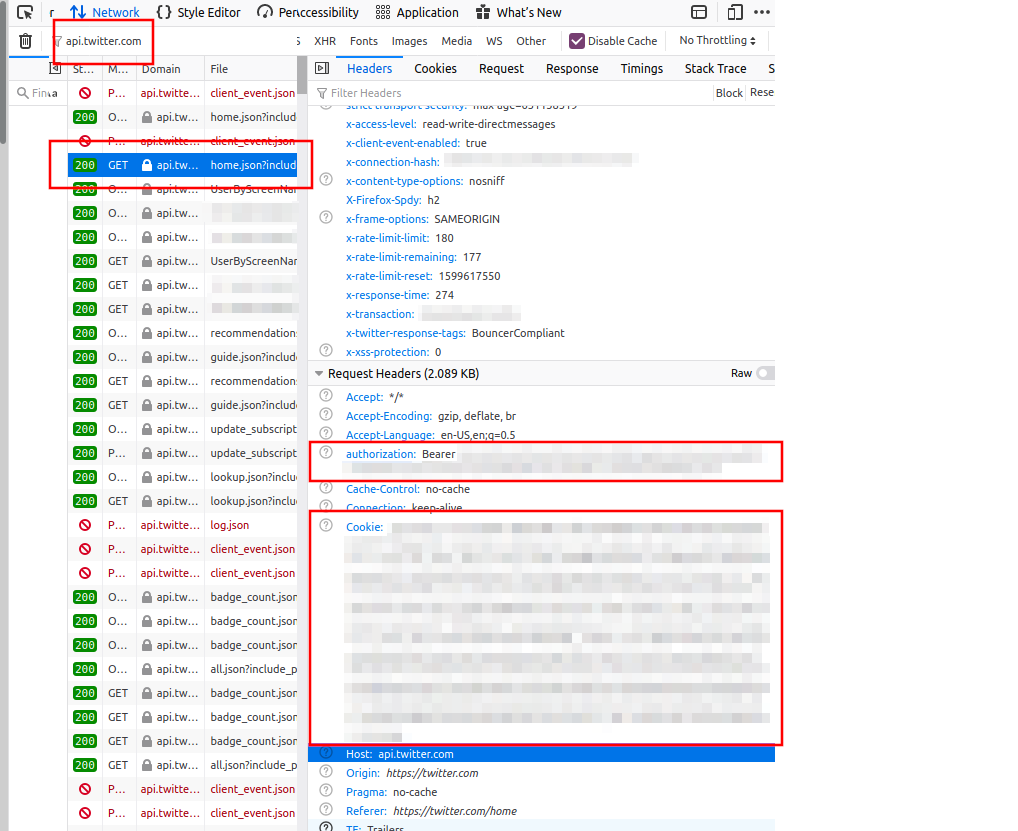 r Network Style Editor Penccessibility Application What's New
api.twitter.com S XHR Fonts Images Media WS Other Disable Cache No Throttling
St... M... Domain File
Headers Cookies Request Response Timings Stack Trace S
Filter Headers Block Rese
P... api.twitte... client_event.json
200 O... api.tw... home.json?includ
P... client_event.json
200 GET api.tw... home.json?includ
200 O... api.tw... UserByScreenNar
200 O... api.tw...
200 O... api.tw...
200 GET api.tw... UserByScreenNar
200 GET api.tw...
200 GET api.tw...
200 O... api.tw... recommendations
200 O... api.tw... guide.json?include
200 GET api.tw... recommendations
200 GET api.tw... guide.json?include
200 O... api.tw... update_subscript
200 P... api.tw... update_subscript
200 O... api.tw... lookup.json?inclu
200 GET api.tw... lookup.json?inclu
P... api.twitte... log.json
P... api.twitte... client_event.json
P... api.twitte... client_event.json
200 O... api.tw... badge_count.json
200 O... api.tw... badge_count.json
200 O... api.tw... badge_count.json
200 O... api.tw... all.json?include_p
200 GET api.tw... badge_count.json
200 GET api.tw... badge_count.json
200 GET api.tw... badge_count.json
200 GET api.tw... all.json?include_p
P... api.twitte... client_event.json
P... api.twitte... client_event.json
strict-transport-security: max-age=631138519
x-access-level: read-write-directmessages
x-client-event-enabled: true
x-connection-hash:
x-content-type-options: nosniff
X-Firefox-Spdy: h2
x-frame-options: SAMEORIGIN
x-rate-limit-limit: 180
x-rate-limit-remaining: 177
x-rate-limit-reset: 1599617550
x-response-time: 274
x-transaction:
x-twitter-response-tags: BouncerCompliant
x-xss-protection: 0
Request Headers (2.089 KB) Raw
Accept: */*
Accept-Encoding: gzip, deflate, br
Accept-Language: en-US,en;q=0.5
authorization: Bearer
Cache-Control: no-cache
Connection: keep-alive
Cookie:
Host: api.twitter.com
Origin: https://twitter.com
Pragma: no-cache
Referer: https://twitter.com/home
TE: Trailers